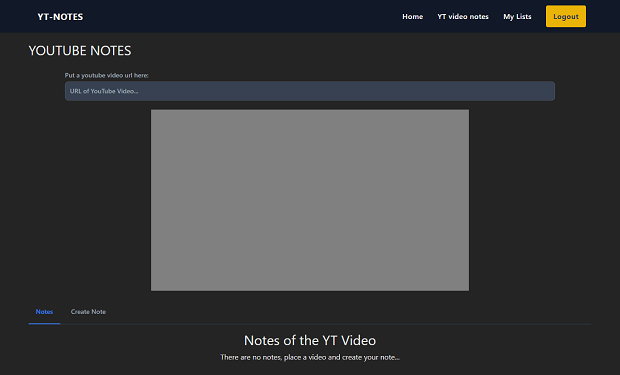 YT-NOTES
Home YT video notes My Lists Logout
YOUTUBE NOTES
Put a youtube video url here:
URL of YouTube Video...
Notes Create Note
Notes of the YT Video
There are no notes, place a video and create your note...